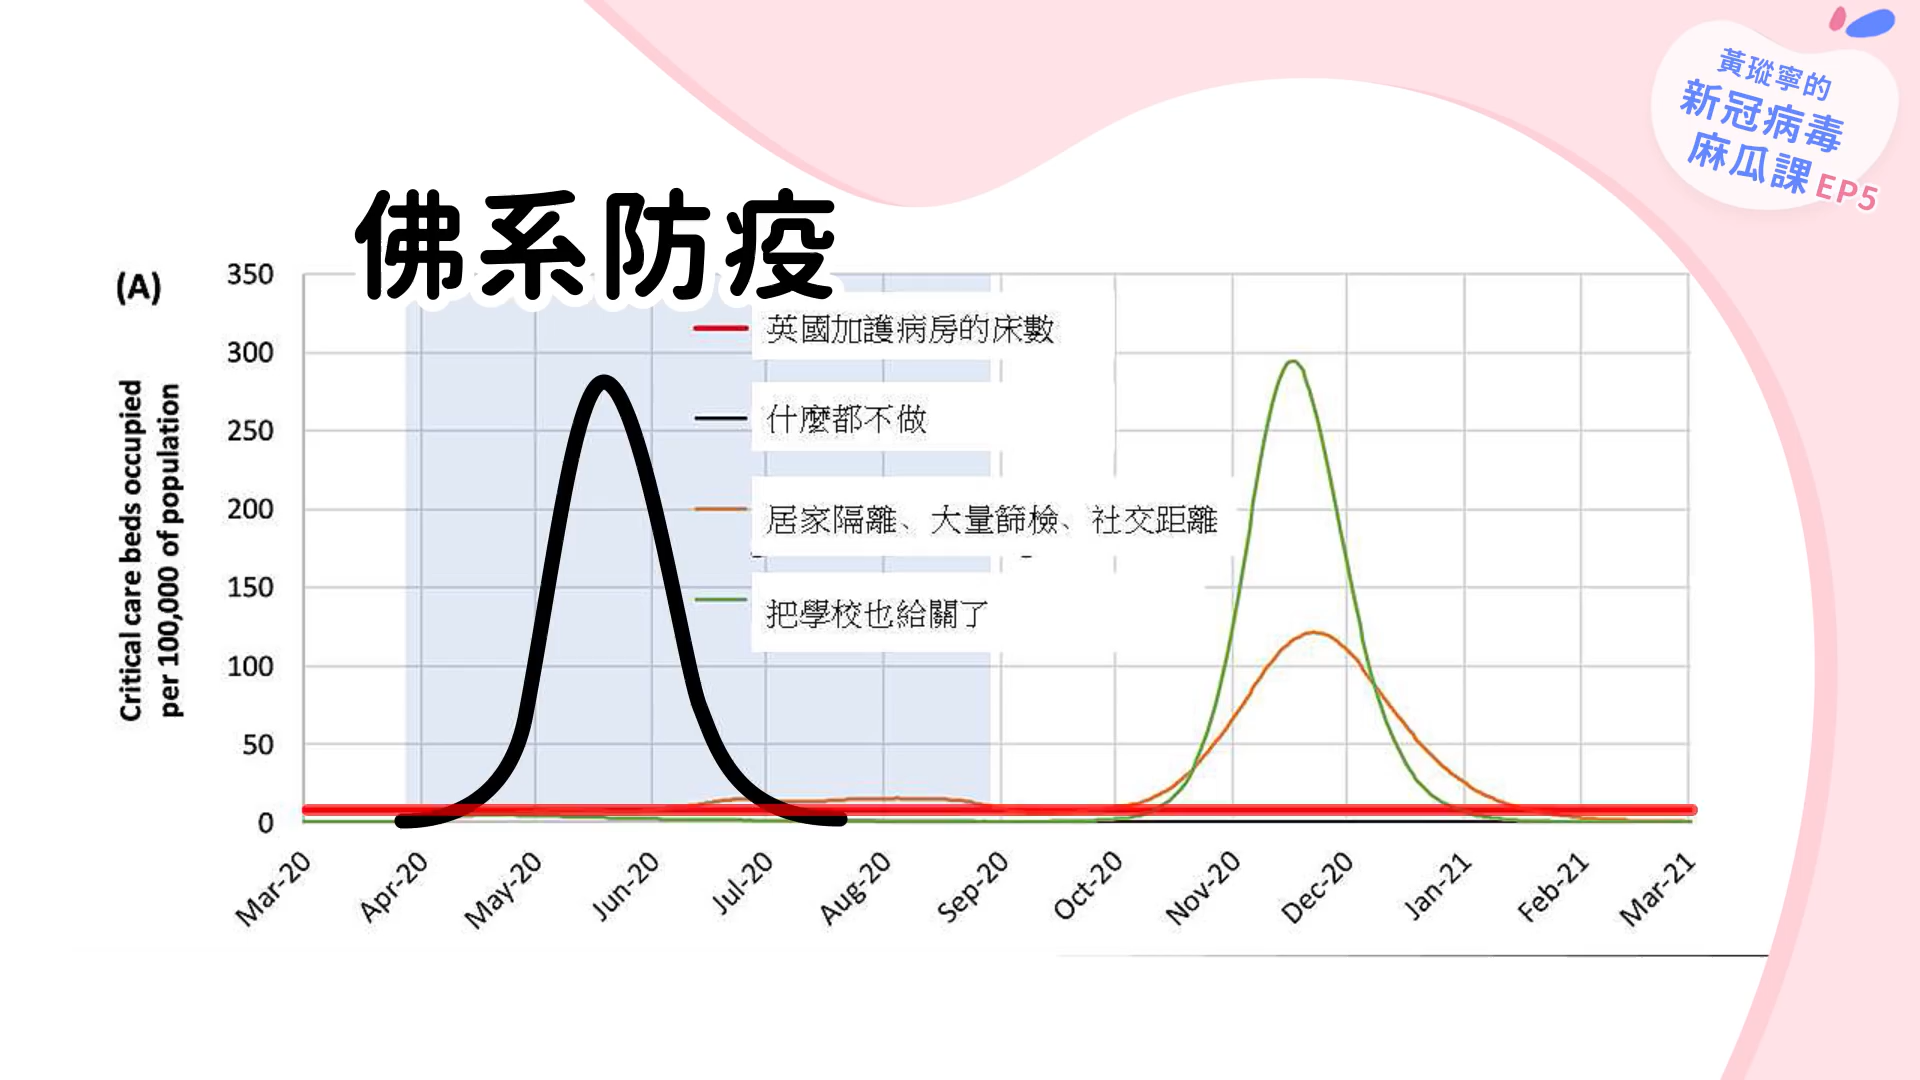 黃瑽寧的
新冠病毒
麻瓜課 EP5
佛系防疫
(A)
Critical care beds occupied
per 100,000 of population
350
300
250
200
150
100
50
0
英國加護病房的床數
什麼都不做
居家隔離、大量篩檢、社交距離
把學校也給關了
Mar-20
Apr-20
May-20
Jun-20
Jul-20
Aug-20
Sep-20
Oct-20
Nov-20
Dec-20
Jan-21
Feb-21
Mar-21